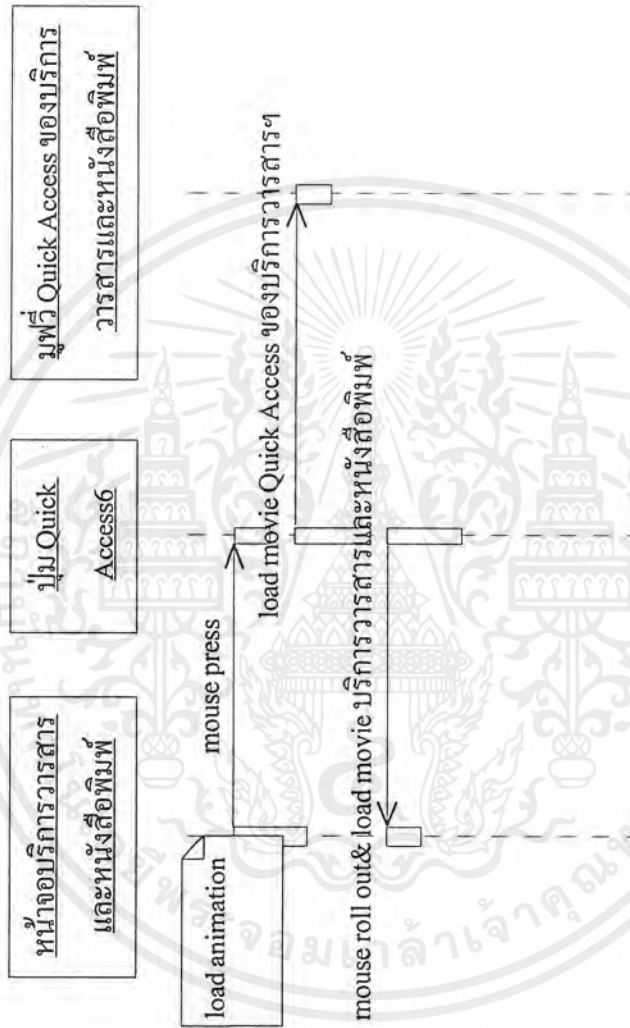 หน้าจอบริการวารสาร
และหนังสือพิมพ์
ปุ่ม Quick
Access6
มูฟวี่ Quick Access ของบริการ
วารสารและหนังสือพิมพ์
load animation
mouse press
load movie Quick Access ของบริการวารสารฯ
mouse roll out& load movie บริการวารสารและหนังสือพิมพ์